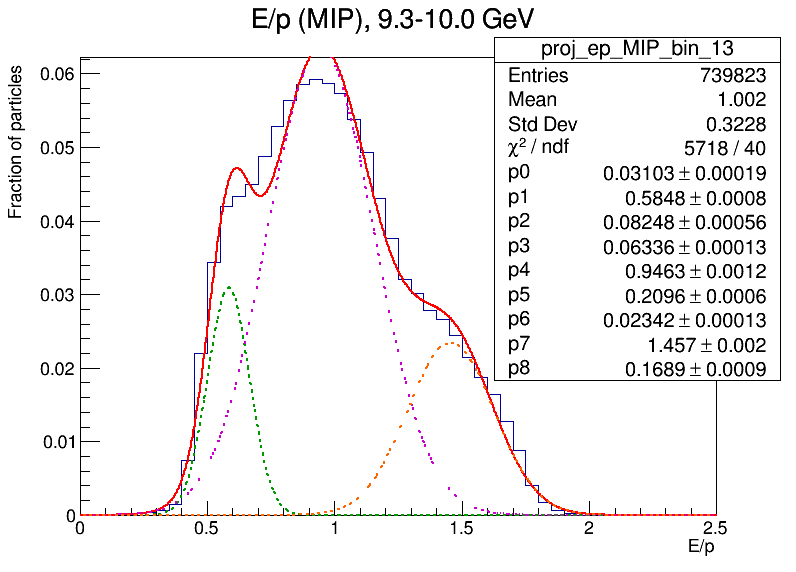 E/p (MIP), 9.3-10.0 GeV
proj_ep_MIP_bin_13
Entries 739823
Mean 1.002
Std Dev 0.3228
χ² / ndf 5718 / 40
p0 0.03103 ± 0.00019
p1 0.5848 ± 0.0008
p2 0.08248 ± 0.00056
p3 0.06336 ± 0.00013
p4 0.9463 ± 0.0012
p5 0.2096 ± 0.0006
p6 0.02342 ± 0.00013
p7 1.457 ± 0.002
p8 0.1689 ± 0.0009
Fraction of particles
0.06
0.05
0.04
0.03
0.02
0.01
0
0 0.5 1 1.5 2 2.5
E/p